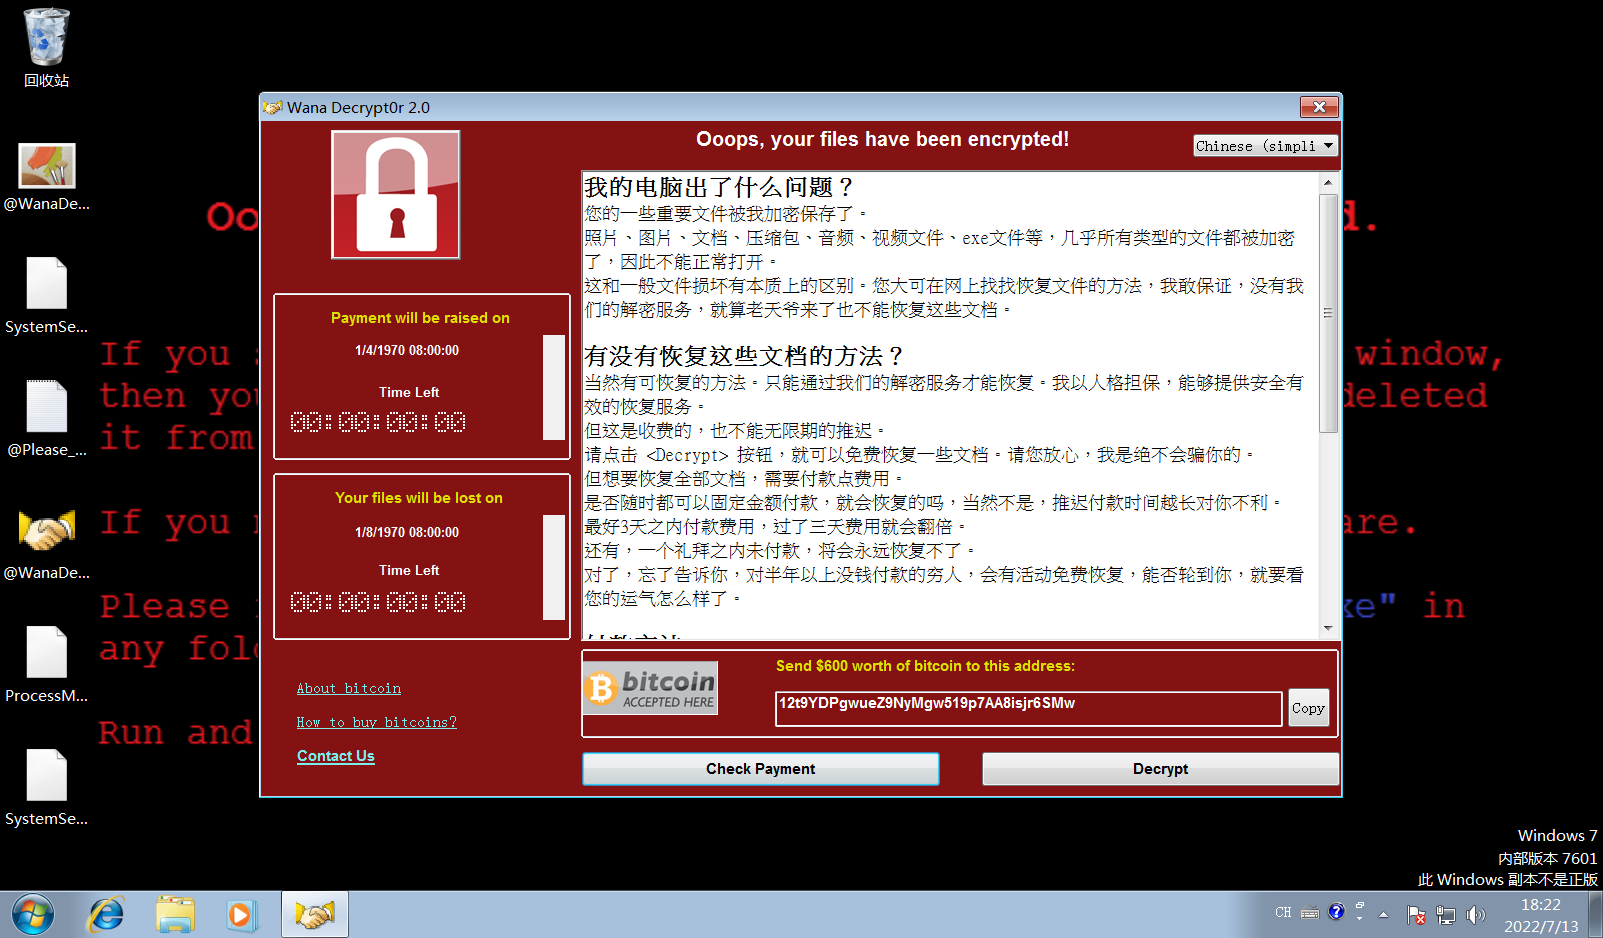 回收站
@WanaDe...
SystemSe...
@Please_...
@WanaDe...
ProcessM...
SystemSe...
Oo
d.
If you
window,
then you
deleted
it from
If you
are.
Please
xe" in
any fol
Run and
Wana Decrypt0r 2.0
Ooops, your files have been encrypted!
Chinese (simpli
Payment will be raised on
1/4/1970 08:00:00
Time Left
00:00:00:00
Your files will be lost on
1/8/1970 08:00:00
Time Left
00:00:00:00
About bitcoin
How to buy bitcoins?
Contact Us
我的电脑出了什么问题？
您的一些重要文件被我加密保存了。
照片、图片、文档、压缩包、音频、视频文件、exe文件等，几乎所有类型的文件都被加密
了，因此不能正常打开。
这和一般文件损坏有本质上的区别。您大可在网上找找恢复文件的方法，我敢保证，没有我
们的解密服务，就算老天爷来了也不能恢复这些文档。
有没有恢复这些文档的方法？
当然有可恢复的方法。只能通过我们的解密服务才能恢复。我以人格担保，能够提供安全有
效的恢复服务。
但这是收费的，也不能无限期的推迟。
请点击 <Decrypt> 按钮，就可以免费恢复一些文档。请您放心，我是绝不会骗你的。
但想要恢复全部文档，需要付款点费用。
是否随时都可以固定金额付款，就会恢复的吗，当然不是，推迟付款时间越长对你不利。
最好3天之内付款费用，过了三天费用就会翻倍。
还有，一个礼拜之内未付款，将会永远恢复不了。
对了，忘了告诉你，对半年以上没钱付款的穷人，会有活动免费恢复，能否轮到你，就要看
您的运气怎么样了。
bitcoin
ACCEPTED HERE
Send $600 worth of bitcoin to this address:
12t9YDPgwueZ9NyMgw519p7AA8isjr6SMw
Copy
Check Payment
Decrypt
Windows 7
内部版本 7601
此 Windows 副本不是正版
CH
18:22
2022/7/13